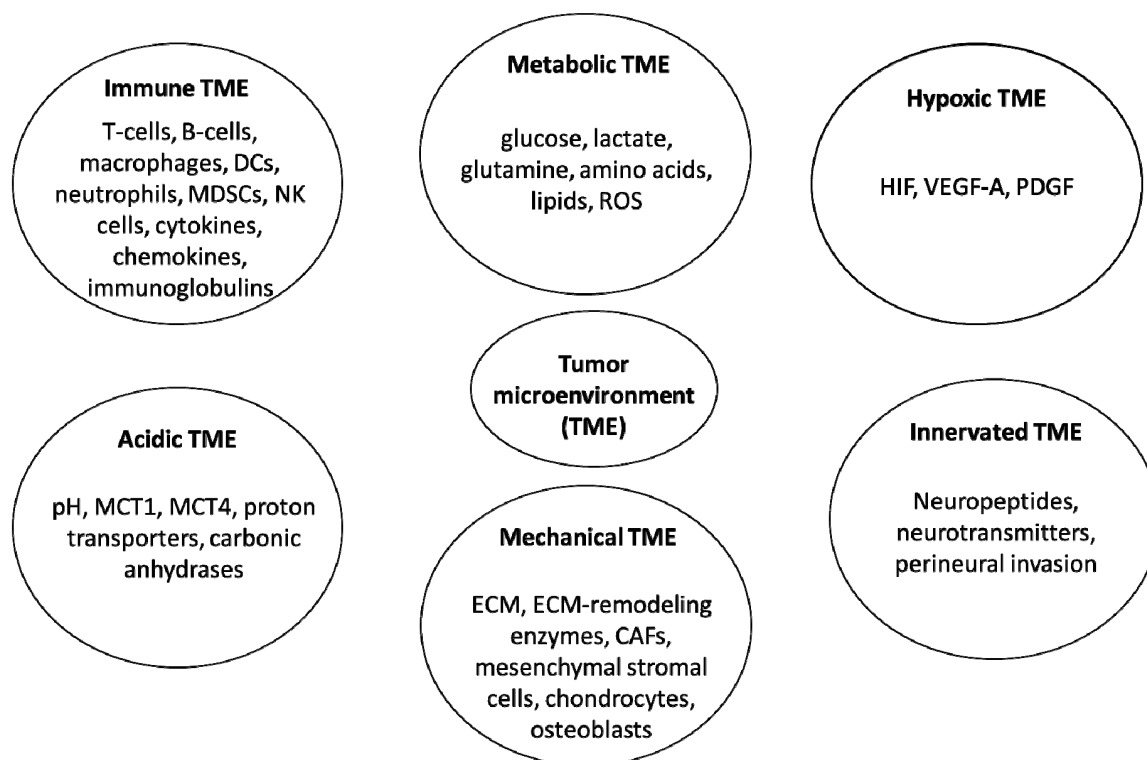 Immune TME
T-cells, B-cells,
macrophages, DCs,
neutrophils, MDSCs, NK
cells, cytokines,
chemokines,
immunoglobulins
Metabolic TME
glucose, lactate,
glutamine, amino acids,
lipids, ROS
Hypoxic TME
HIF, VEGF-A, PDGF
Tumor
microenvironment
(TME)
Acidic TME
pH, MCT1, MCT4, proton
transporters, carbonic
anhydrases
Mechanical TME
ECM, ECM-remodeling
enzymes, CAFs,
mesenchymal stromal
cells, chondrocytes,
osteoblasts
Innervated TME
Neuropeptides,
neurotransmitters,
perineural invasion